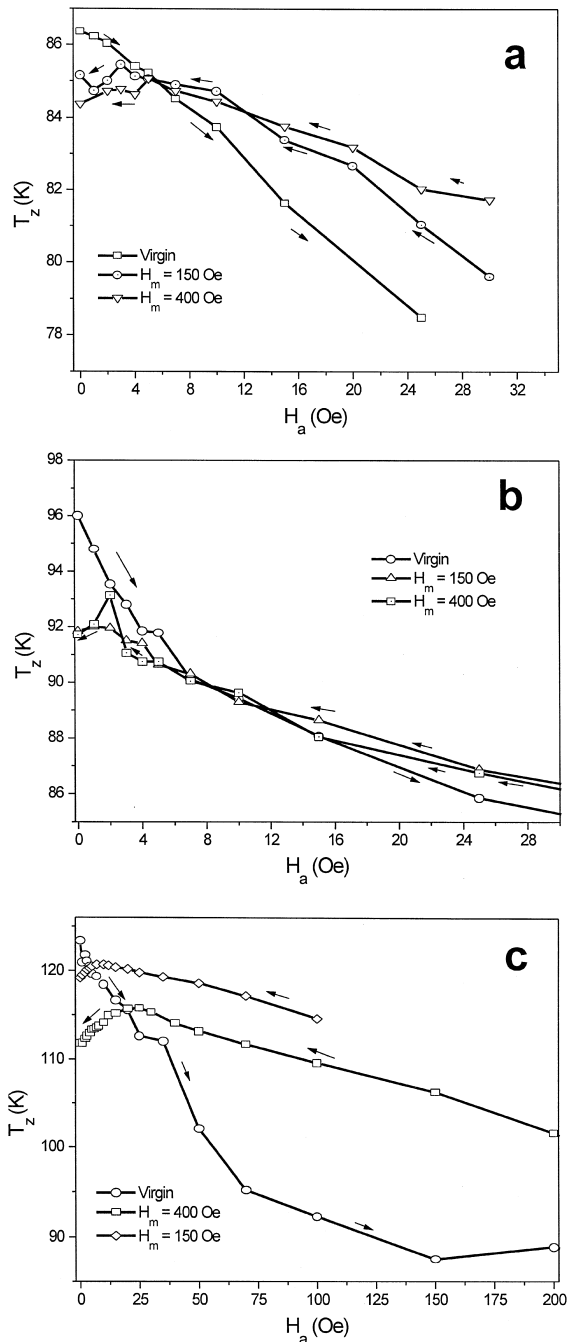 a
86
84
82
80
78
T_z (K)
Virgin
H_m = 150 Oe
H_m = 400 Oe
0 4 8 12 16 20 24 28 32
H_a (Oe)
b
98
96
94
92
90
88
86
T_z (K)
Virgin
H_m = 150 Oe
H_m = 400 Oe
0 4 8 12 16 20 24 28
H_a (Oe)
c
120
110
100
90
T_z (K)
Virgin
H_m = 400 Oe
H_m = 150 Oe
0 25 50 75 100 125 150 175 200
H_a (Oe)